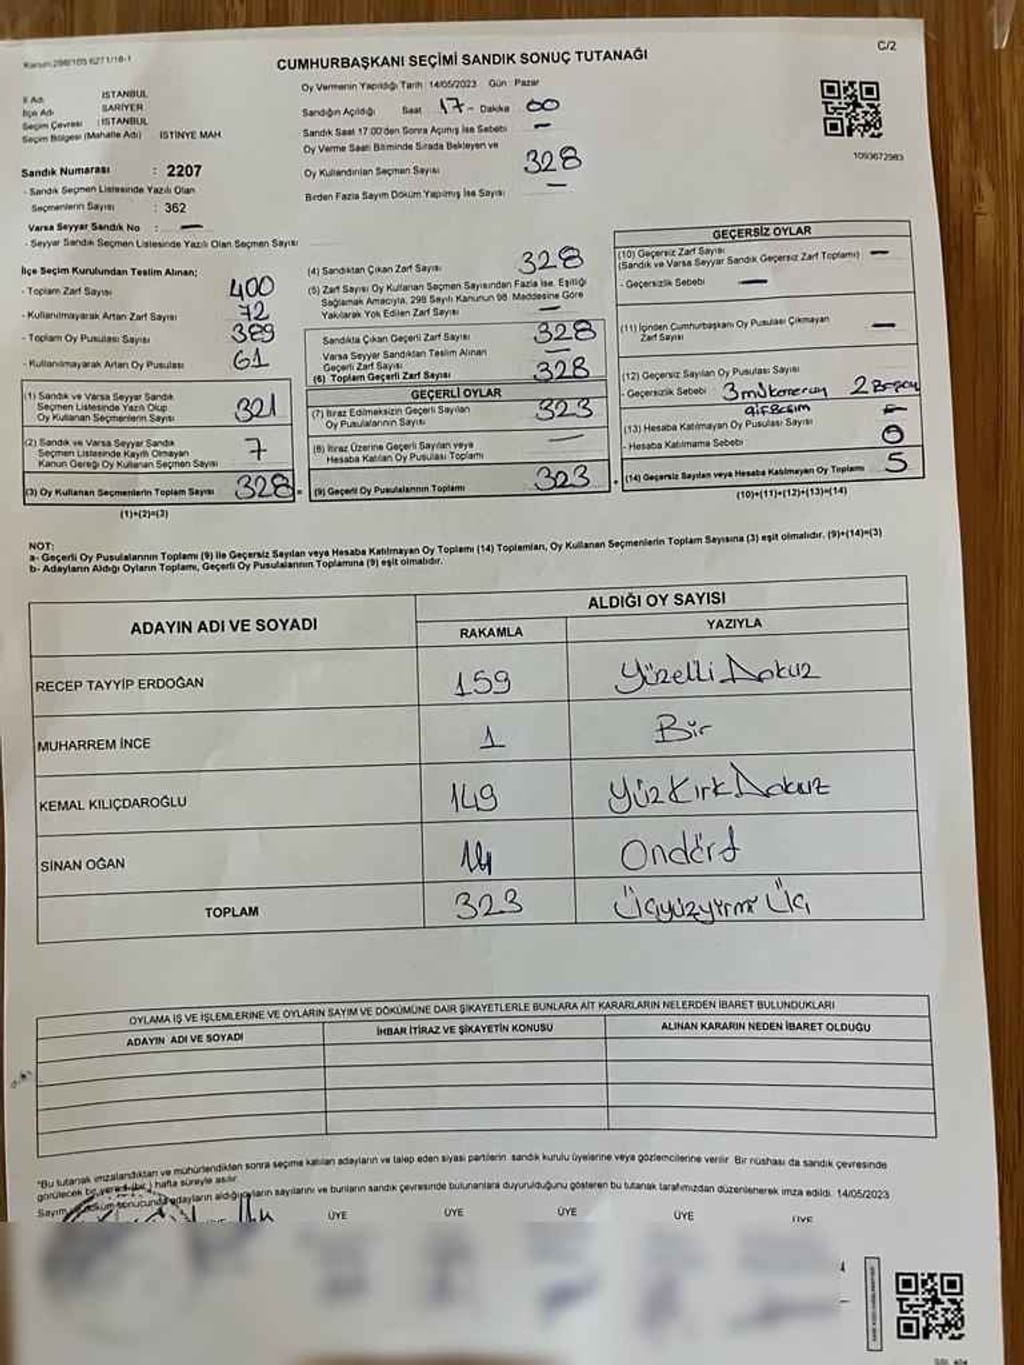 Kanun:298/105 6271/18-1
C/2
CUMHURBAŞKANI SEÇİMİ SANDIK SONUÇ TUTANAĞI
İl Adı : İSTANBUL
İlçe Adı : SARIYER
Seçim Çevresi : İSTANBUL
Seçim Bölgesi (Mahalle Adı) İSTİNYE MAH.
Sandık Numarası : 2207
- Sandık Seçmen Listesinde Yazılı Olan
Seçmenlerin Sayısı : 362
Varsa Seyyar Sandık No : —
- Seyyar Sandık Seçmen Listesinde Yazılı Olan Seçmen Sayısı
Oy Vermenin Yapıldığı Tarih 14/05/2023 Gün : Pazar
Sandığın Açıldığı Saat 17 - Dakika 00
Sandık Saat 17.00'den Sonra Açılmış İse Sebebi —
Oy Verme Saati Bitiminde Sırada Bekleyen ve
Oy Kullandırılan Seçmen Sayısı 328
Birden Fazla Sayım Döküm Yapılmış İse Sayısı —
1093672983
İlçe Seçim Kurulundan Teslim Alınan;
- Toplam Zarf Sayısı 400
- Kullanılmayarak Artan Zarf Sayısı 72
- Toplam Oy Pusulası Sayısı 389
- Kullanılmayarak Artan Oy Pusulası 61
(1) Sandık ve Varsa Seyyar Sandık
Seçmen Listesinde Yazılı Olup
Oy Kullanan Seçmenlerin Sayısı 321
(2) Sandık ve Varsa Seyyar Sandık
Seçmen Listesinde Kayıtlı Olmayan
Kanun Gereği Oy Kullanan Seçmen Sayısı 7
(3) Oy Kullanan Seçmenlerin Toplam Sayısı 328
(1)+(2)=(3)
(4) Sandıktan Çıkan Zarf Sayısı 328
(5) Zarf Sayısı Oy Kullanan Seçmen Sayısından Fazla ise, Eşitliği
Sağlamak Amacıyla, 298 Sayılı Kanunun 98. Maddesine Göre
Yakılarak Yok Edilen Zarf Sayısı —
Sandıkta Çıkan Geçerli Zarf Sayısı 328
Varsa Seyyar Sandıktan Teslim Alınan
Geçerli Zarf Sayısı —
(6) Toplam Geçerli Zarf Sayısı 328
GEÇERLİ OYLAR
(7) İtiraz Edilmeksizin Geçerli Sayılan
Oy Pusulalarının Sayısı 323
(8) İtiraz Üzerine Geçerli Sayılan veya
Hesaba Katılan Oy Pusulası Toplamı —
= (9) Geçerli Oy Pusulalarının Toplamı 323
GEÇERSİZ OYLAR
(10) Geçersiz Zarf Sayısı
(Sandık ve Varsa Seyyar Sandık Geçersiz Zarf Toplamı) —
- Geçersizlik Sebebi —
(11) İçinden Cumhurbaşkanı Oy Pusulası Çıkmayan
Zarf Sayısı —
(12) Geçersiz Sayılan Oy Pusulası Sayısı
- Geçersizlik Sebebi 3 mükerrer
(13) Hesaba Katılmayan Oy Pusulası Sayısı
- Hesaba Katılmama Sebebi 0
+ (14) Geçersiz Sayılan veya Hesaba Katılmayan Oy Toplamı 5
(10)+(11)+(12)+(13)=(14)
NOT:
a- Geçerli Oy Pusulalarının Toplamı (9) ile Geçersiz Sayılan veya Hesaba Katılmayan Oy Toplamı (14) Toplamları, Oy Kullanan Seçmenlerin Toplam Sayısına (3) eşit olmalıdır. (9)+(14)=(3)
b- Adayların Aldığı Oyların Toplamı, Geçerli Oy Pusulalarının Toplamına (9) eşit olmalıdır.
ADAYIN ADI VE SOYADI
ALDIĞI OY SAYISI
RAKAMLA YAZIYLA
RECEP TAYYİP ERDOĞAN 159 Yüzelli Dokuz
MUHARREM İNCE 1 Bir
KEMAL KILIÇDAROĞLU 149 Yüz Kırk Dokuz
SİNAN OĞAN 14 Ondört
TOPLAM 323 Üçyüzyirmi Üç
OYLAMA İŞ VE İŞLEMLERİNE VE OYLARIN SAYIM VE DÖKÜMÜNE DAİR ŞİKAYETLERLE BUNLARA AİT KARARLARIN NELERDEN İBARET BULUNDUKLARI
ADAYIN ADI VE SOYADI İHBAR İTİRAZ VE ŞİKAYETİN KONUSU ALINAN KARARIN NEDEN İBARET OLDUĞU
"Bu tutanak imzalandıktan ve mühürlendikten sonra seçime katılan adayların ve talep eden siyasi partilerin, sandık kurulu üyelerine veya gözlemcilerine verilir. Bir nüshası da sandık çevresinde
görülecek bir yere (bir) hafta süreyle asılır.
Sayım döküm sonucunda adayların aldığı oyların sayılarını ve bunların sandık çevresinde bulunanlara duyurulduğunu gösteren bu tutanak tarafımızdan düzenlenerek imza edildi. 14/05/2023
ÜYE ÜYE ÜYE ÜYE ÜYE